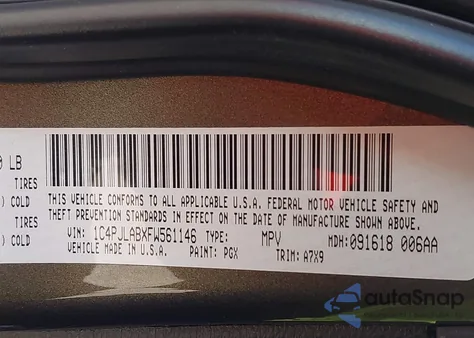 0 LB
TIRES
) COLD
TIRES
) COLD
THIS VEHICLE CONFORMS TO ALL APPLICABLE U.S.A. FEDERAL MOTOR VEHICLE SAFETY AND
THEFT PREVENTION STANDARDS IN EFFECT ON THE DATE OF MANUFACTURE SHOWN ABOVE.
VIN: 1C4PJLABXFW561146 TYPE: MPV MDH: 091618 006AA
VEHICLE MADE IN U.S.A. PAINT: PGX TRIM: A7X9
autoSnap